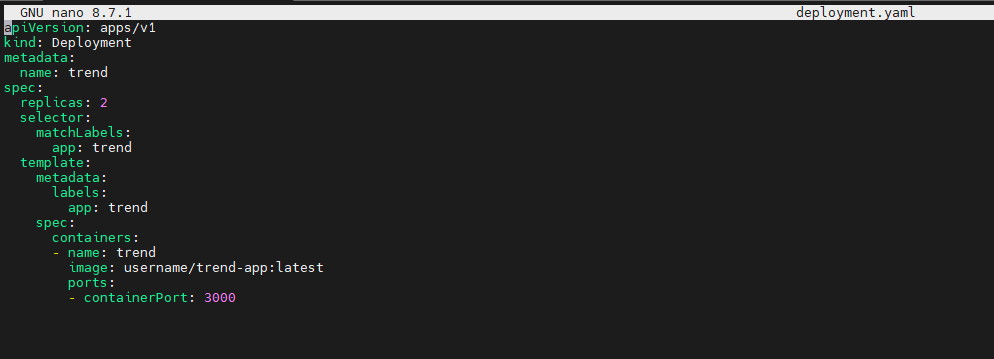 GNU nano 8.7.1 deployment.yaml
apiVersion: apps/v1
kind: Deployment
metadata:
  name: trend
spec:
  replicas: 2
  selector:
    matchLabels:
      app: trend
  template:
    metadata:
      labels:
        app: trend
    spec:
      containers:
      - name: trend
        image: username/trend-app:latest
        ports:
        - containerPort: 3000